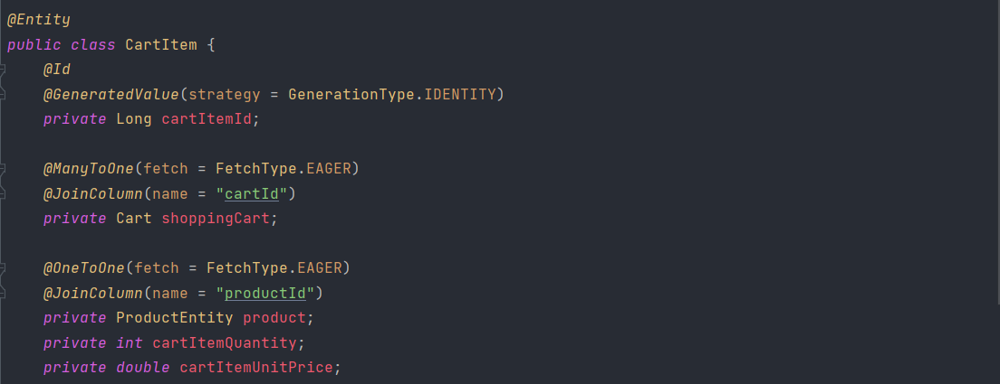 @Entity
public class CartItem {
@Id
@GeneratedValue(strategy = GenerationType.IDENTITY)
private Long cartItemId;
@ManyToOne(fetch = FetchType.EAGER)
@JoinColumn(name = "cartId")
private Cart shoppingCart;
@OneToOne(fetch = FetchType.EAGER)
@JoinColumn(name = "productId")
private ProductEntity product;
private int cartItemQuantity;
private double cartItemUnitPrice;